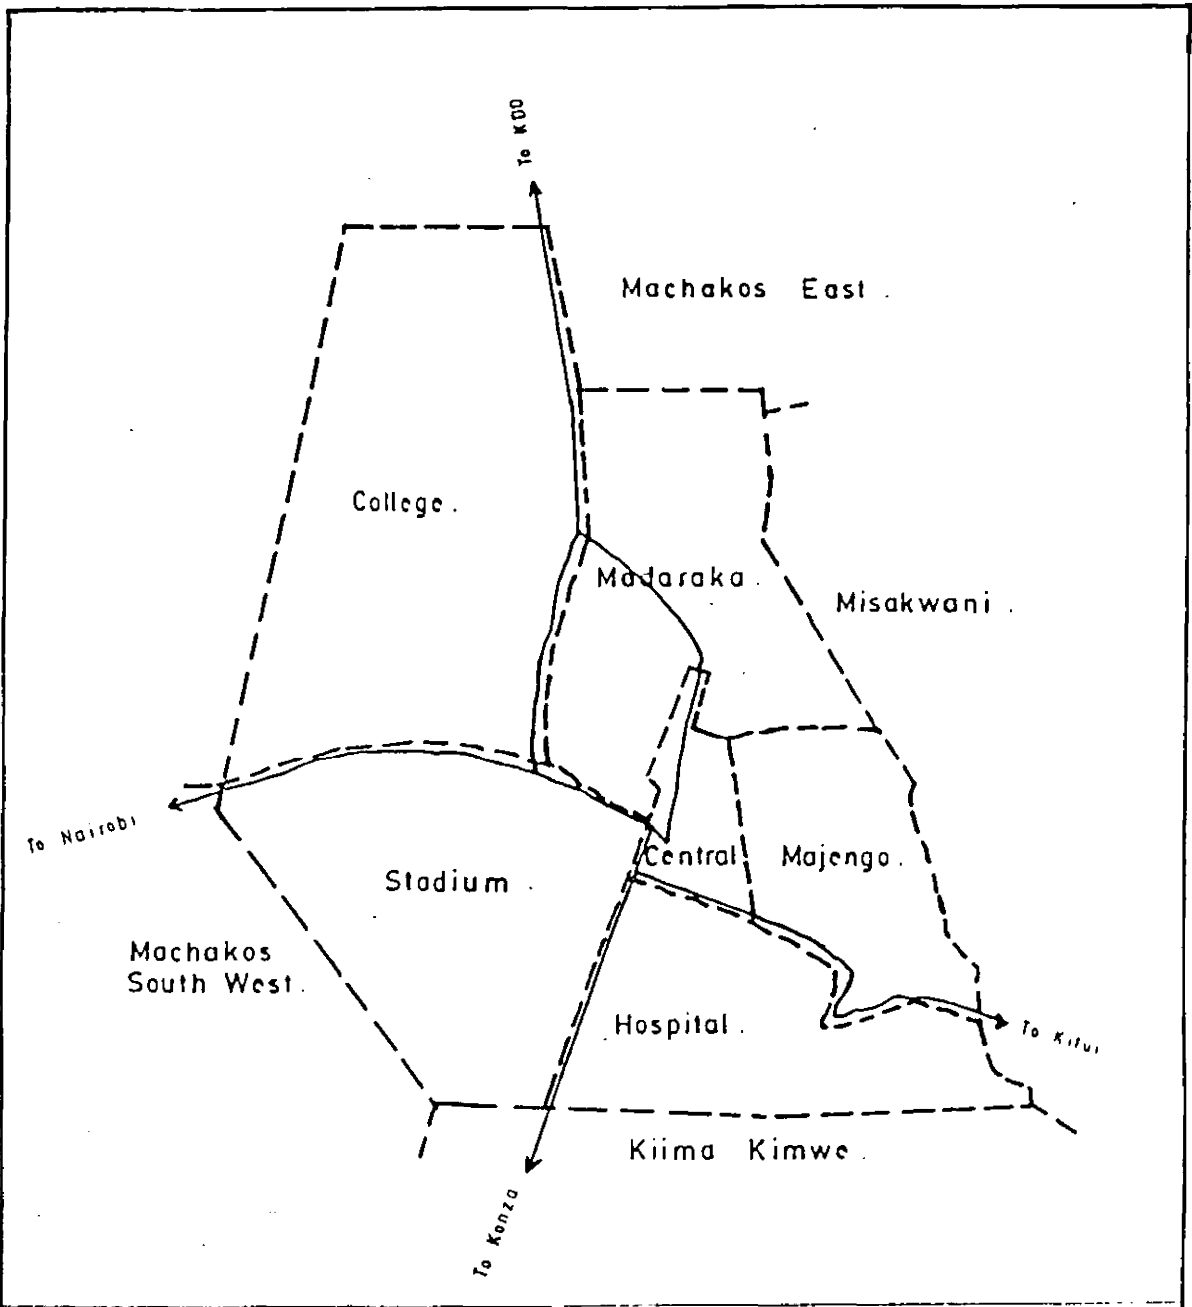 To KDD
Machakos East .
College .
Madaraka .
Misakwani .
To Nairobi
Central
Majengo .
Stadium .
Machakos
South West .
Hospital .
To Kitui
Kiima Kimwe .
To Konza